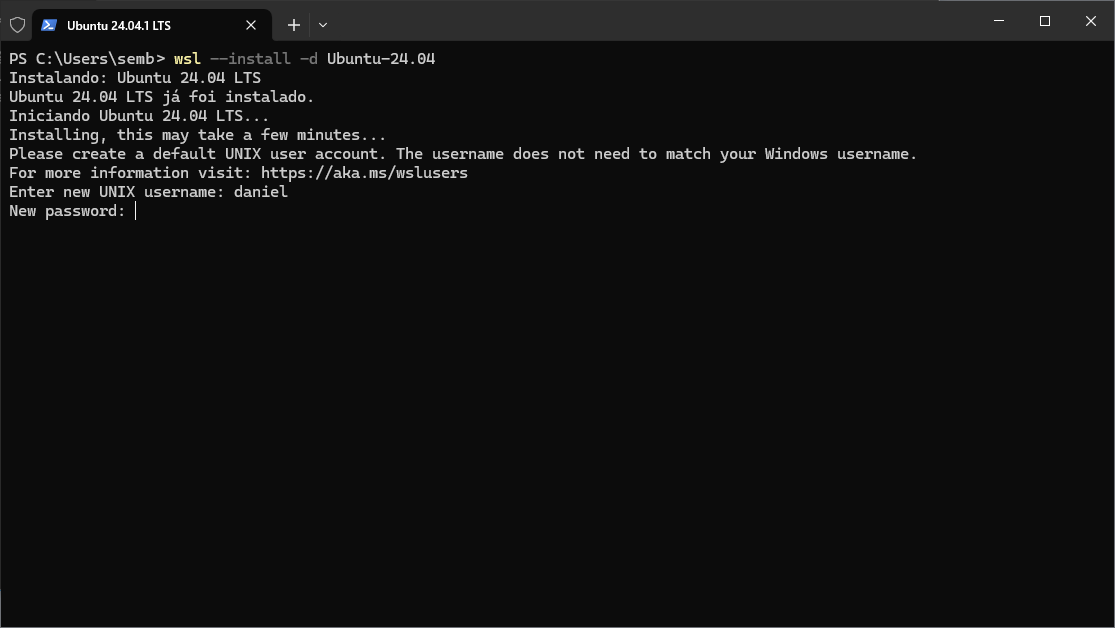 Ubuntu 24.04.1 LTS
PS C:\Users\semb> wsl --install -d Ubuntu-24.04
Instalando: Ubuntu 24.04 LTS
Ubuntu 24.04 LTS já foi instalado.
Iniciando Ubuntu 24.04 LTS...
Installing, this may take a few minutes...
Please create a default UNIX user account. The username does not need to match your Windows username.
For more information visit: https://aka.ms/wslusers
Enter new UNIX username: daniel
New password: